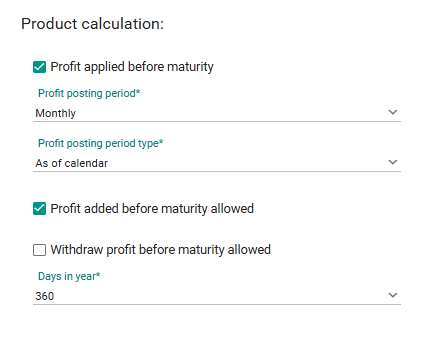 Product calculation:
Profit applied before maturity
Profit posting period*
Monthly
Profit posting period type*
As of calendar
Profit added before maturity allowed
Withdraw profit before maturity allowed
Days in year*
360